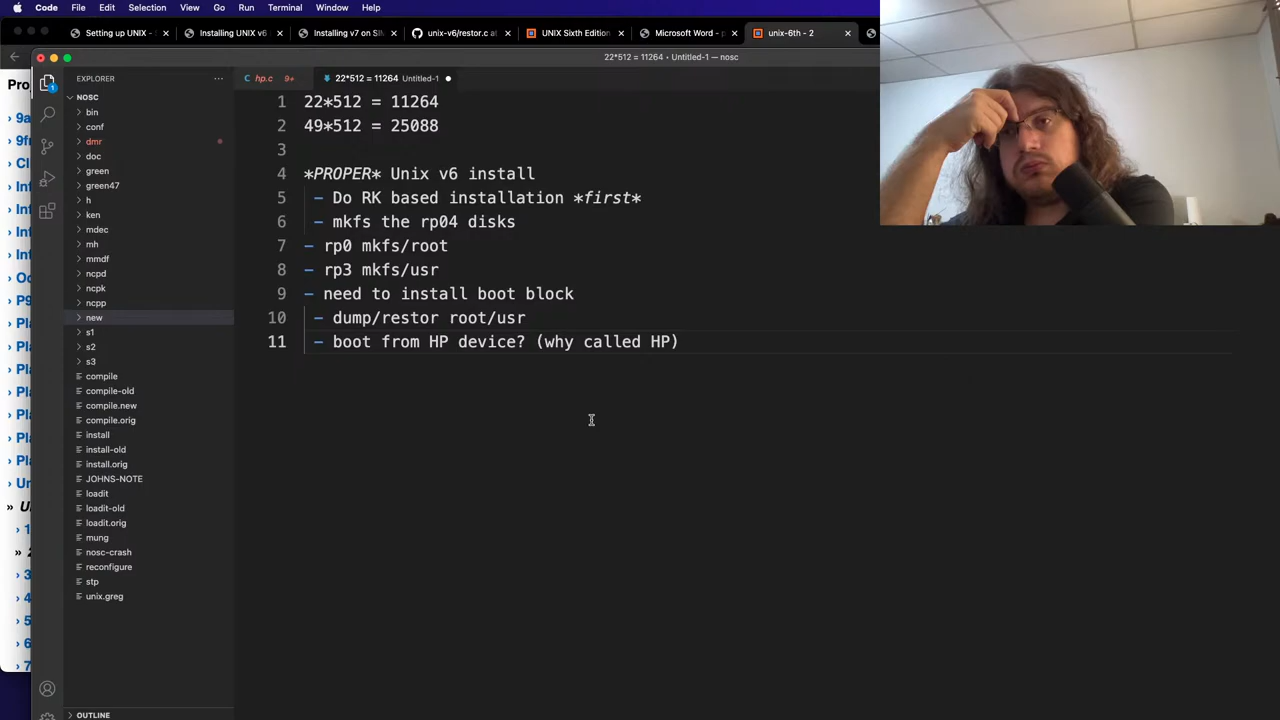 Code File Edit Selection View Go Run Terminal Window Help
Setting up UNIX -
Installing UNIX v6
Installing v7 on SIM
unix-v6/restor.c at
UNIX Sixth Edition
Microsoft Word - p
unix-6th - 2
22*512 = 11264 • Untitled-1 — nosc
EXPLORER
hp.c 9+
22*512 = 11264 Untitled-1
NOSC
bin
conf
dmr
doc
green
green47
h
ken
mdec
mh
mmdf
ncpd
ncpk
ncpp
new
s1
s2
s3
compile
compile-old
compile.new
compile.orig
install
install-old
install.orig
JOHNS-NOTE
loadit
loadit-old
loadit.orig
mung
nosc-crash
reconfigure
stp
unix.greg
OUTLINE
1 22*512 = 11264
2 49*512 = 25088
3
4 *PROPER* Unix v6 install
5 - Do RK based installation *first*
6 - mkfs the rp04 disks
7 - rp0 mkfs/root
8 - rp3 mkfs/usr
9 - need to install boot block
10 - dump/restor root/usr
11 - boot from HP device? (why called HP)